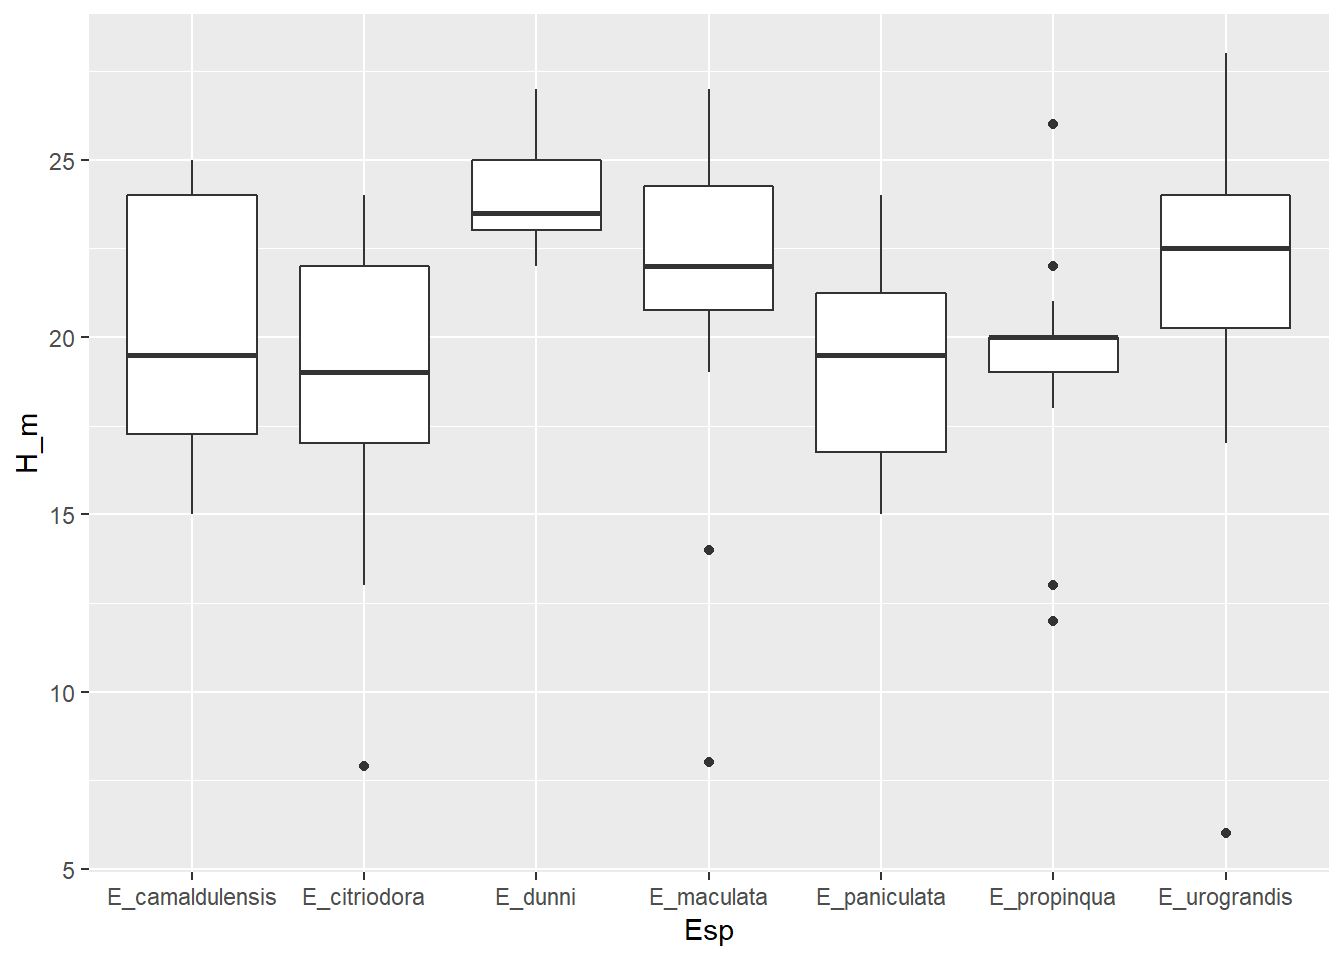 H_m
25
20
15
10
5
E_camaldulensis E_citriodora E_dunni E_maculata E_paniculata E_propinqua E_urograndis
Esp